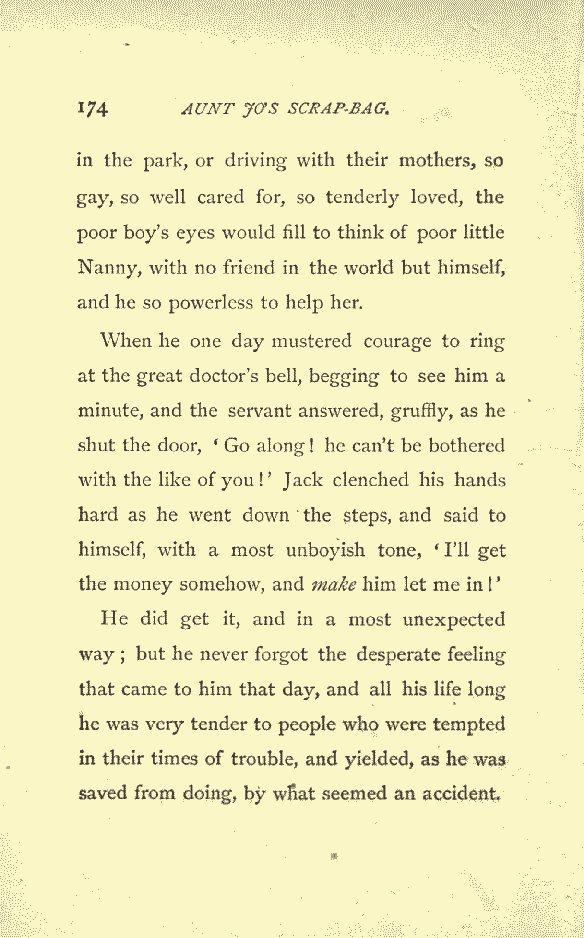 174 AUNT JO'S SCRAP-BAG.
in the park, or driving with their mothers, so
gay, so well cared for, so tenderly loved, the
poor boy's eyes would fill to think of poor little
Nanny, with no friend in the world but himself,
and he so powerless to help her.
When he one day mustered courage to ring
at the great doctor's bell, begging to see him a
minute, and the servant answered, gruffly, as he
shut the door, 'Go along! he can't be bothered
with the like of you!' Jack clenched his hands
hard as he went down the steps, and said to
himself, with a most unboyish tone, 'I'll get
the money somehow, and make him let me in!'
He did get it, and in a most unexpected
way; but he never forgot the desperate feeling
that came to him that day, and all his life long
he was very tender to people who were tempted
in their times of trouble, and yielded, as he was
saved from doing, by what seemed an accident.